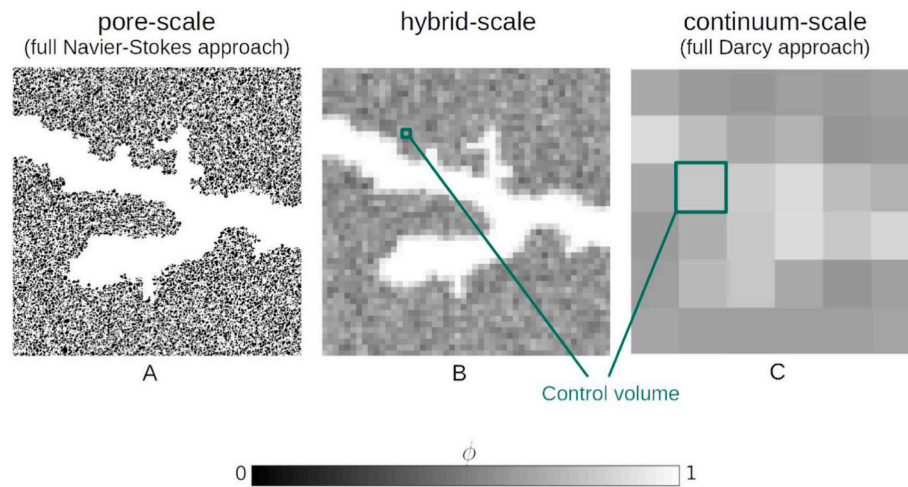 pore-scale
(full Navier-Stokes approach)
hybrid-scale
continuum-scale
(full Darcy approach)
A
B
C
Control volume
ϕ
0
1